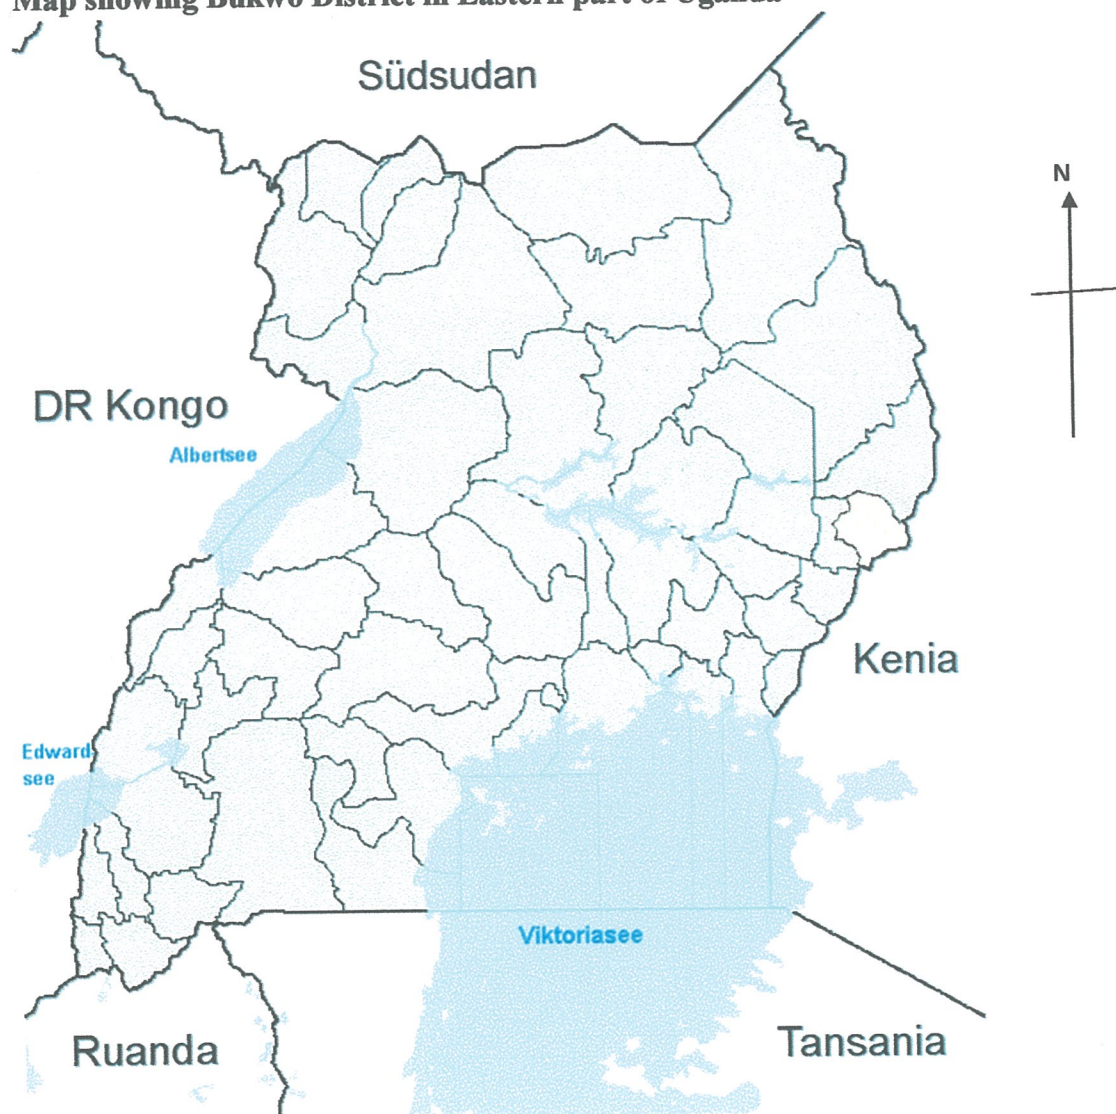 Map showing Bukwo District in Eastern part of Uganda
Südsudan
N
DR Kongo
Albertsee
Kenia
Edward-
see
Viktoriasee
Ruanda
Tansania